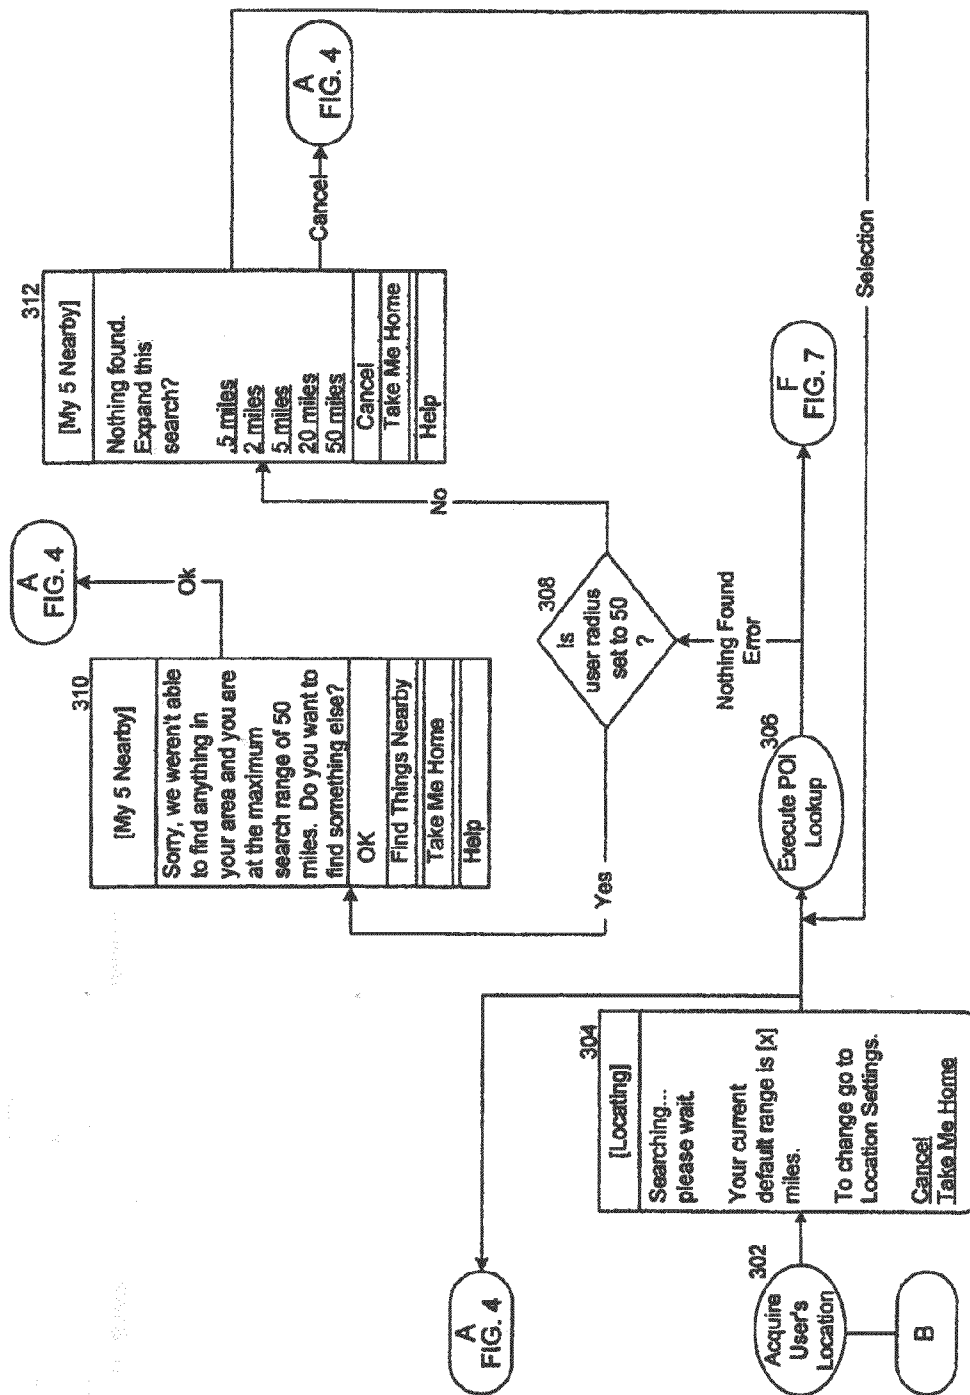 A
FIG. 4
B
302
Acquire
User's
Location
304
[Locating]
Searching...
please wait.
Your current
default range is [x]
miles.
To change go to
Location Settings.
Cancel
Take Me Home
306
Execute POI
Lookup
Nothing Found
Error
F
FIG. 7
308
Is
user radius
set to 50
?
Yes
No
310
[My 5 Nearby]
Sorry, we weren't able
to find anything in
your area and you are
at the maximum
search range of 50
miles. Do you want to
find something else?
OK
Find Things Nearby
Take Me Home
Help
Ok
A
FIG. 4
312
[My 5 Nearby]
Nothing found.
Expand this
search?
.5 miles
2 miles
5 miles
20 miles
50 miles
Cancel
Take Me Home
Help
Cancel
A
FIG. 4
Selection